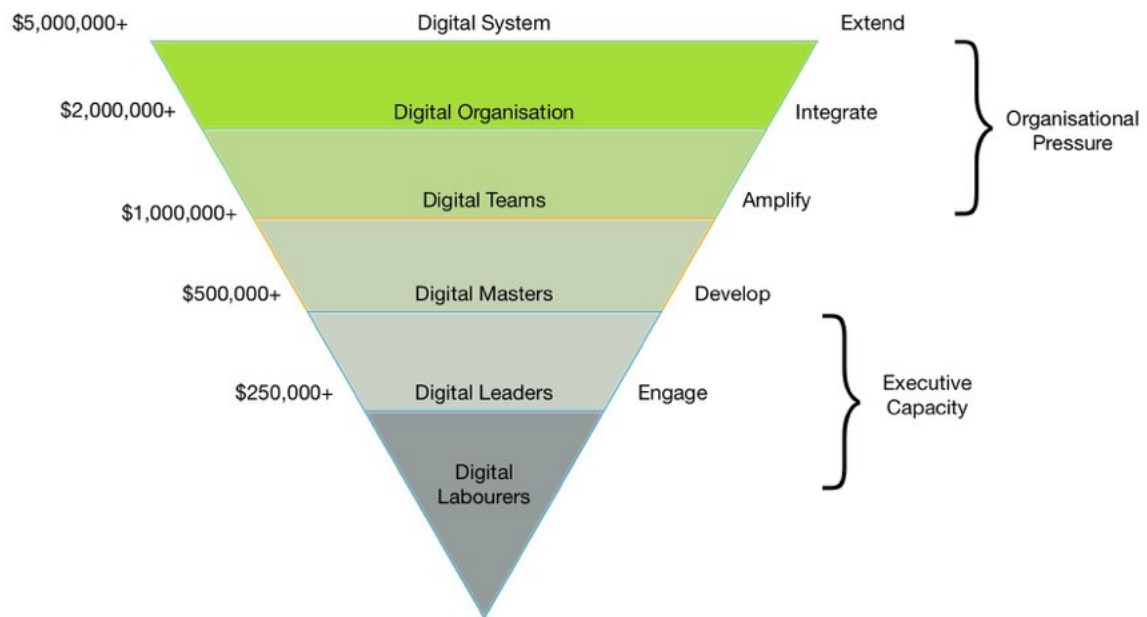 $5,000,000+ Digital System Extend
$2,000,000+ Digital Organisation Integrate
Organisational
Pressure
$1,000,000+ Digital Teams Amplify
$500,000+ Digital Masters Develop
$250,000+ Digital Leaders Engage
Executive
Capacity
Digital
Labourers